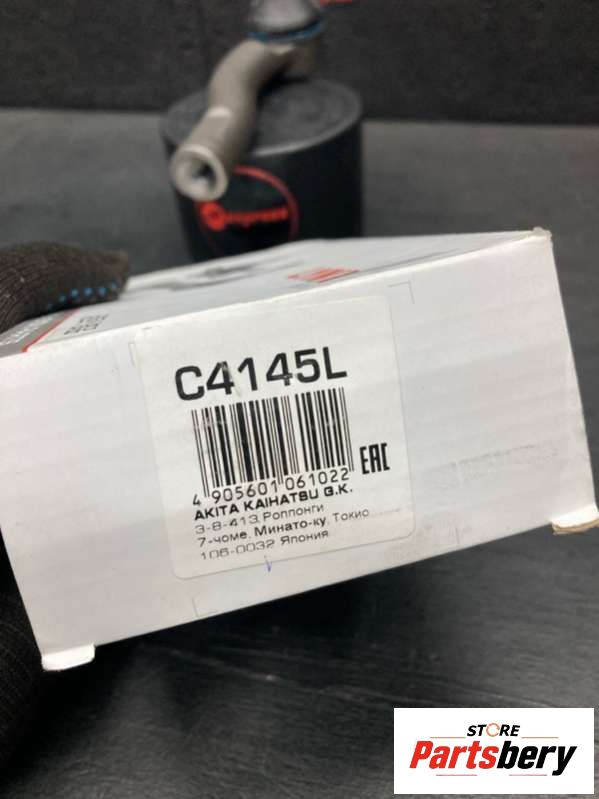 C4145L
4 905601 061022
EAC
AKITA KAIHATSU G.K.
3-8-413 Роппонги
7-чоме, Минато-ку, Токио
106-0032 Япония
STORE
Partsbery